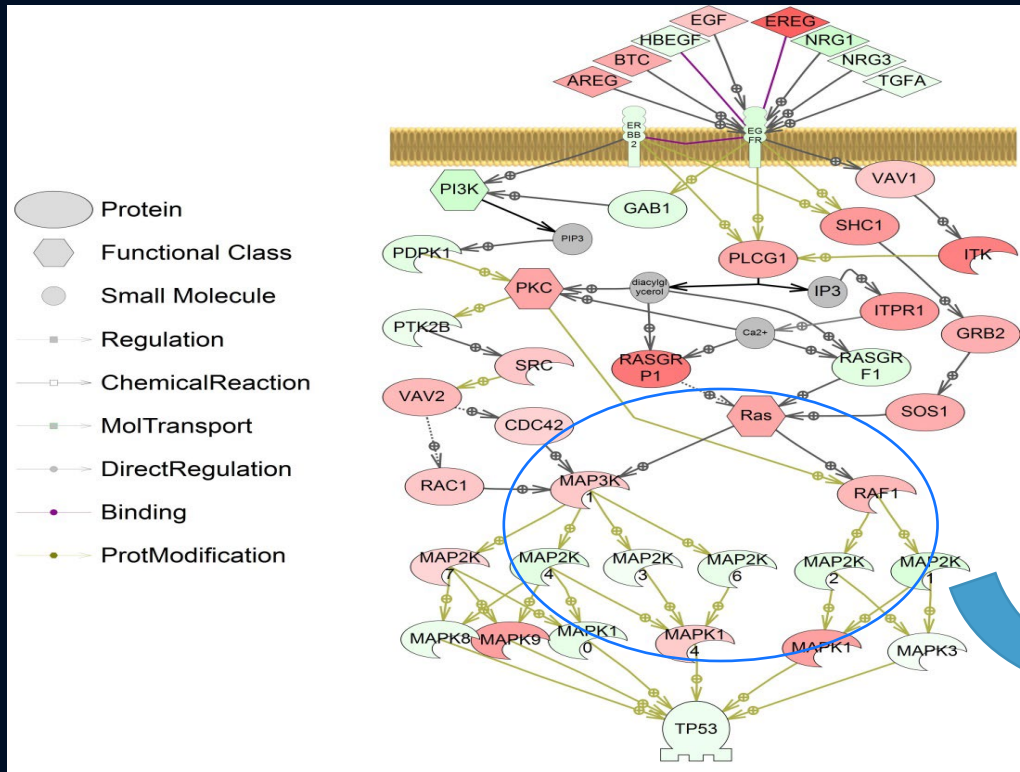 EGF
EREG
HBEGF
NRG1
BTC
NRG3
AREG
TGFA
ER
BB
2
EG
FR
VAV1
PI3K
GAB1
SHC1
PIP3
PDPK1
PLCG1
ITK
Protein
Functional Class
Small Molecule
Regulation
ChemicalReaction
MolTransport
DirectRegulation
Binding
ProtModification
PKC
diacylgl
ycerol
IP3
ITPR1
PTK2B
Ca2+
GRB2
SRC
RASGR
P1
RASGR
F1
VAV2
CDC42
Ras
SOS1
RAC1
MAP3K
1
RAF1
MAP2K
7
MAP2K
4
MAP2K
3
MAP2K
6
MAP2K
2
MAP2K
1
MAPK8
MAPK9
MAPK1
0
MAPK1
4
MAPK1
MAPK3
TP53